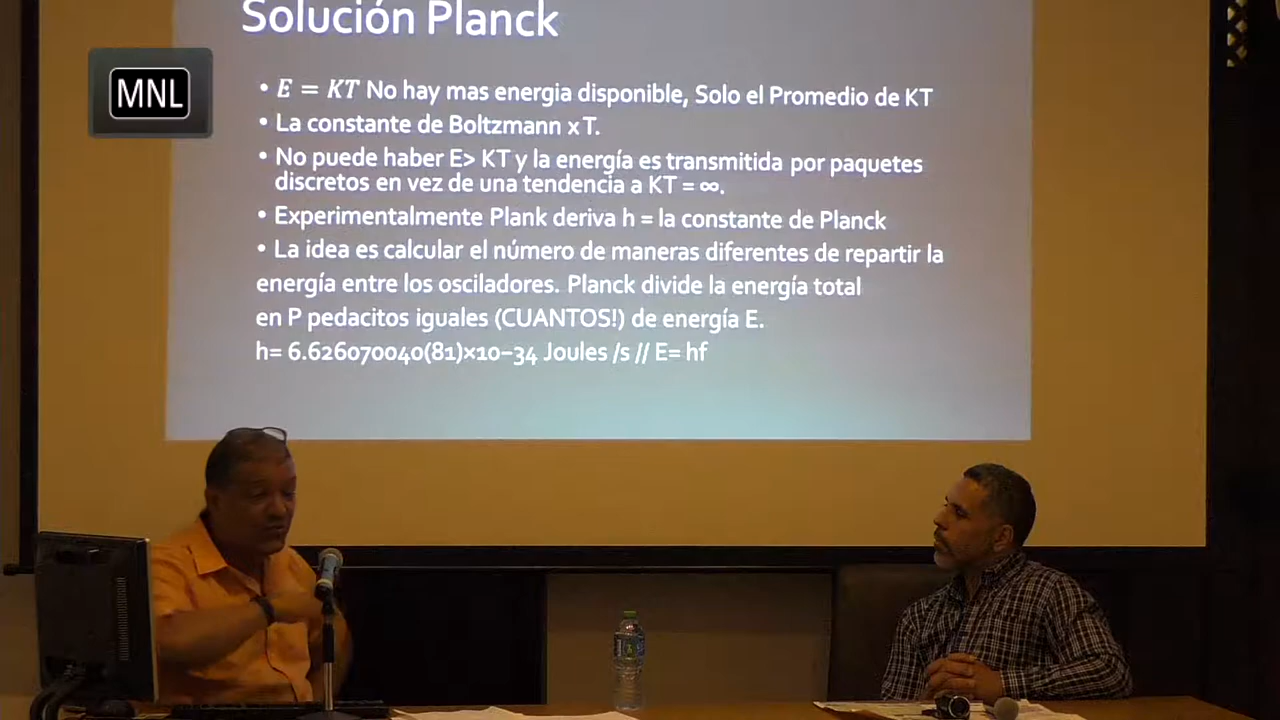 Solución Planck
MNL
• E = KT No hay mas energia disponible, Solo el Promedio de KT
• La constante de Boltzmann x T.
• No puede haber E> KT y la energía es transmitida por paquetes
discretos en vez de una tendencia a KT = ∞.
• Experimentalmente Plank deriva h = la constante de Planck
• La idea es calcular el número de maneras diferentes de repartir la
energía entre los osciladores. Planck divide la energía total
en P pedacitos iguales (CUANTOS!) de energía E.
h= 6.626070040(81)×10−34 Joules /s // E= hf